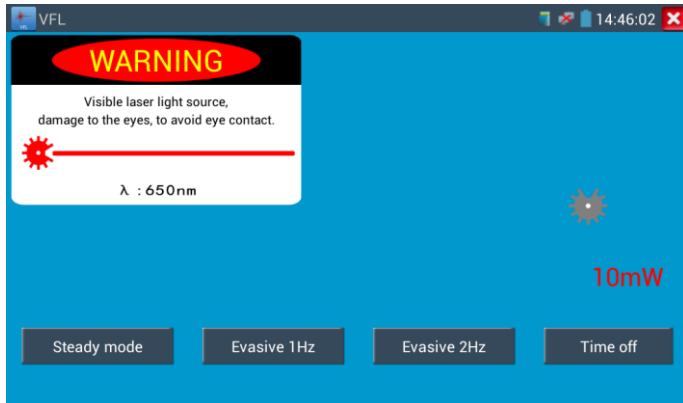 VFL
14:46:02
WARNING
Visible laser light source,
damage to the eyes, to avoid eye contact.
λ :650nm
10mW
Steady mode
Evasive 1Hz
Evasive 2Hz
Time off